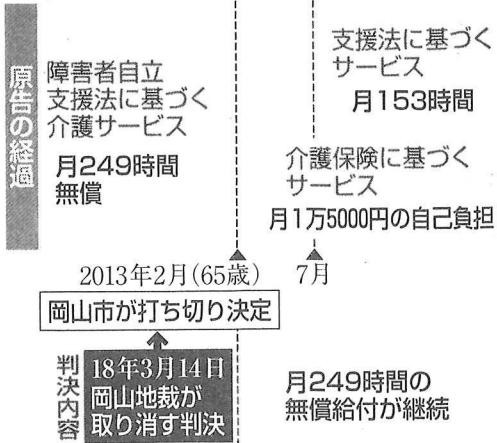 原告の経過
障害者自立
支援法に基づく
介護サービス
月249時間
無償
支援法に基づく
サービス
月153時間
介護保険に基づく
サービス
月1万5000円の自己負担
2013年2月(65歳)
7月
岡山市が打ち切り決定
判決内容
18年3月14日
岡山地裁が
取り消す判決
月249時間の
無償給付が継続